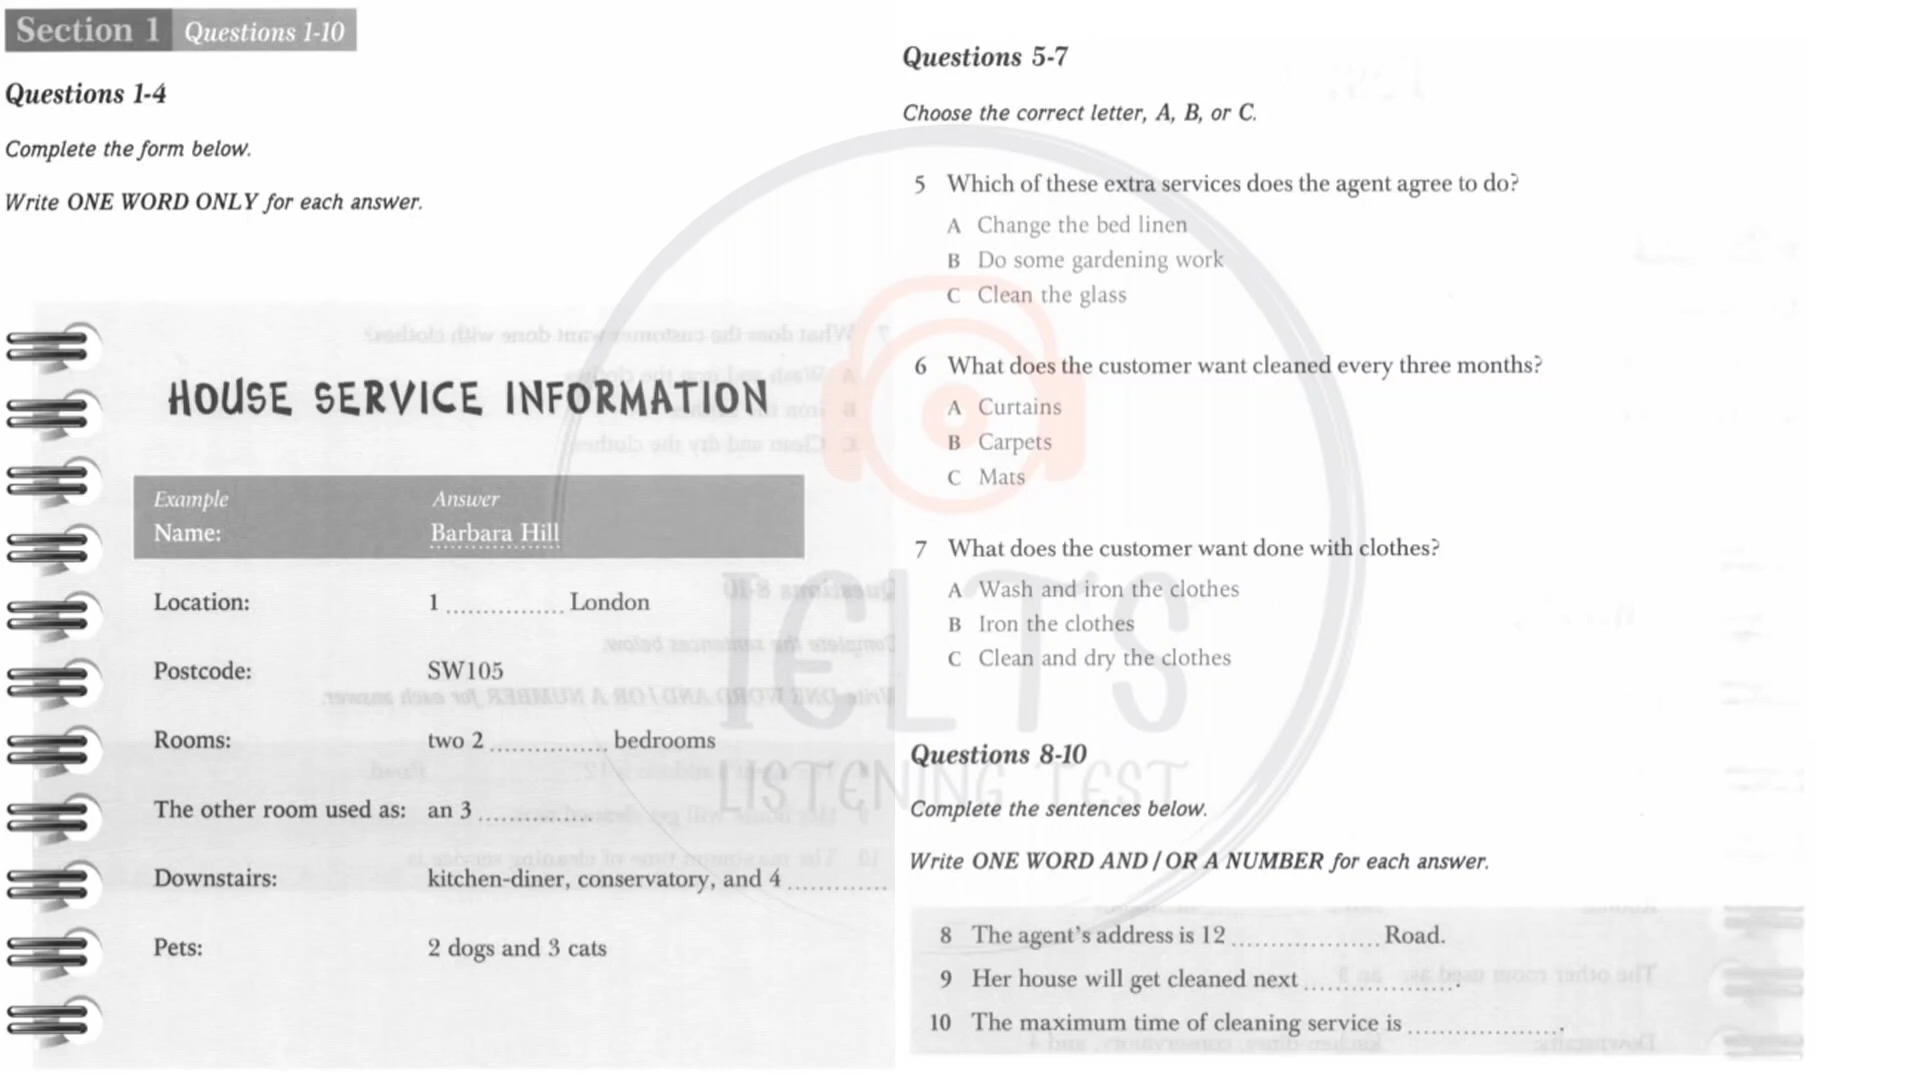 Section 1 Questions 1-10
Questions 1-4
Complete the form below.
Write ONE WORD ONLY for each answer.
HOUSE SERVICE INFORMATION
Example Answer
Name: Barbara Hill
Location: 1 ............... London
Postcode: SW105
Rooms: two 2 ............... bedrooms
The other room used as: an 3 ...............
Downstairs: kitchen-diner, conservatory, and 4 .............
Pets: 2 dogs and 3 cats
Questions 5-7
Choose the correct letter, A, B, or C.
5 Which of these extra services does the agent agree to do?
A Change the bed linen
B Do some gardening work
C Clean the glass
6 What does the customer want cleaned every three months?
A Curtains
B Carpets
C Mats
7 What does the customer want done with clothes?
A Wash and iron the clothes
B Iron the clothes
C Clean and dry the clothes
Questions 8-10
Complete the sentences below.
Write ONE WORD AND / OR A NUMBER for each answer.
8 The agent's address is 12 ................... Road.
9 Her house will get cleaned next ....................
10 The maximum time of cleaning service is ....................
IELTS
LISTENING TEST